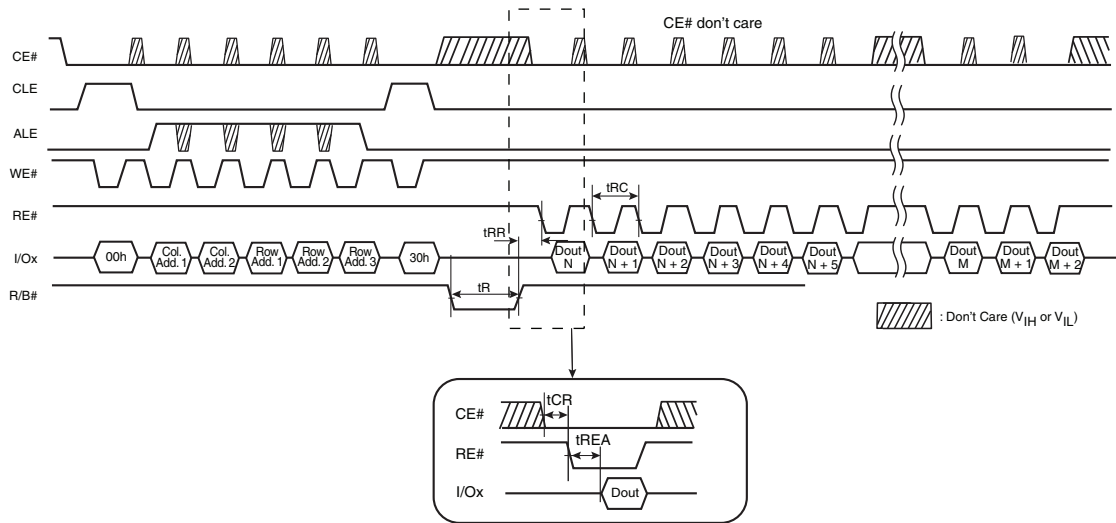 CE# don't care
CE#
CLE
ALE
WE#
tRC
RE#
tRR
I/Ox
00h
Col. Add. 1
Col. Add. 2
Row Add. 1
Row Add. 2
Row Add. 3
30h
Dout N
Dout N + 1
Dout N + 2
Dout N + 3
Dout N + 4
Dout N + 5
Dout M
Dout M + 1
Dout M + 2
tR
R/B#
: Don't Care (VIH or VIL)
tCR
CE#
tREA
RE#
I/Ox
Dout